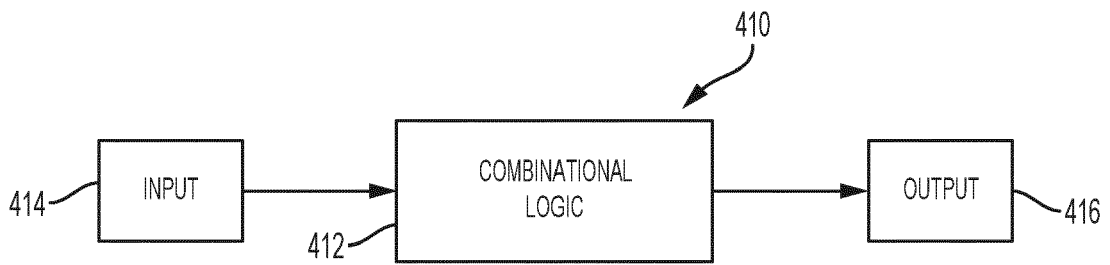 410
INPUT
COMBINATIONAL
LOGIC
OUTPUT
414
412
416